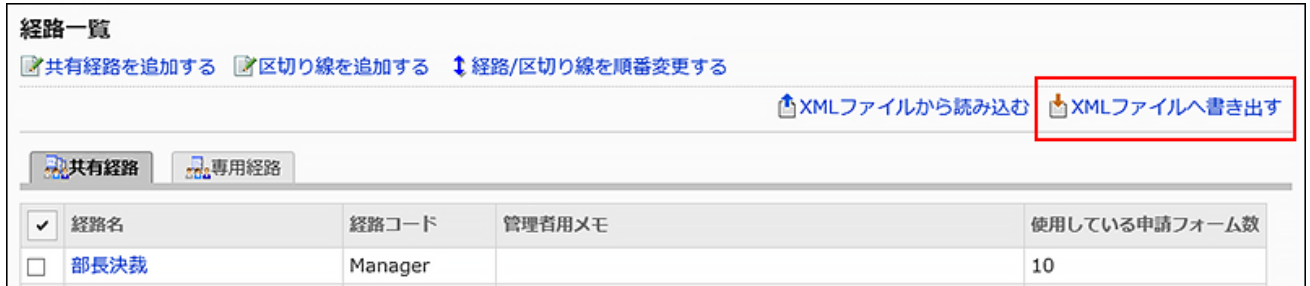 経路一覧
共有経路を追加する 区切り線を追加する 経路/区切り線を順番変更する
XMLファイルから読み込む XMLファイルへ書き出す
共有経路 専用経路
経路名 経路コード 管理者用メモ 使用している申請フォーム数
部長決裁 Manager 10